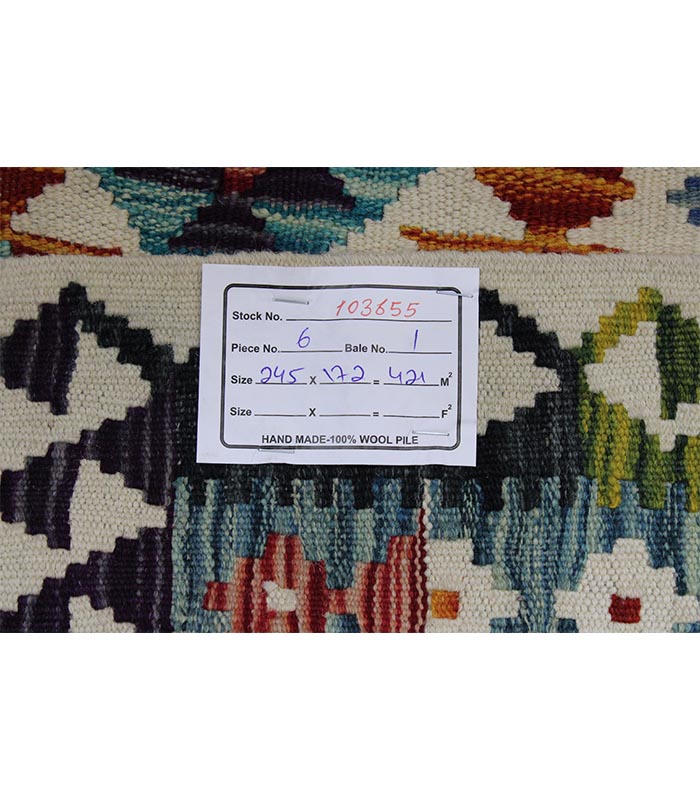 Stock No. 103655
Piece No. 6 Bale No. 1
Size 245 X 172 = 421 M²
Size X = F²
HAND MADE-100% WOOL PILE